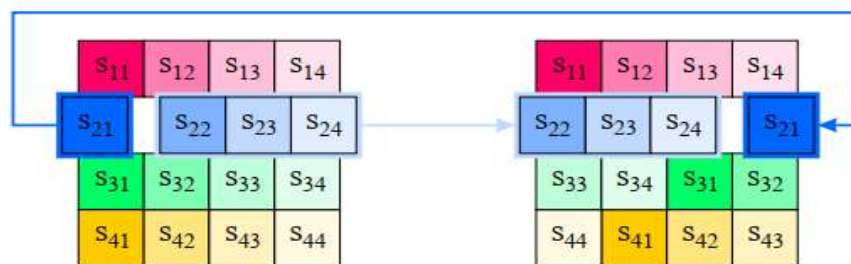 S11 S12 S13 S14 S11 S12 S13 S14
S21 S22 S23 S24 S22 S23 S24 S21
S31 S32 S33 S34 S33 S34 S31 S32
S41 S42 S43 S44 S44 S41 S42 S43